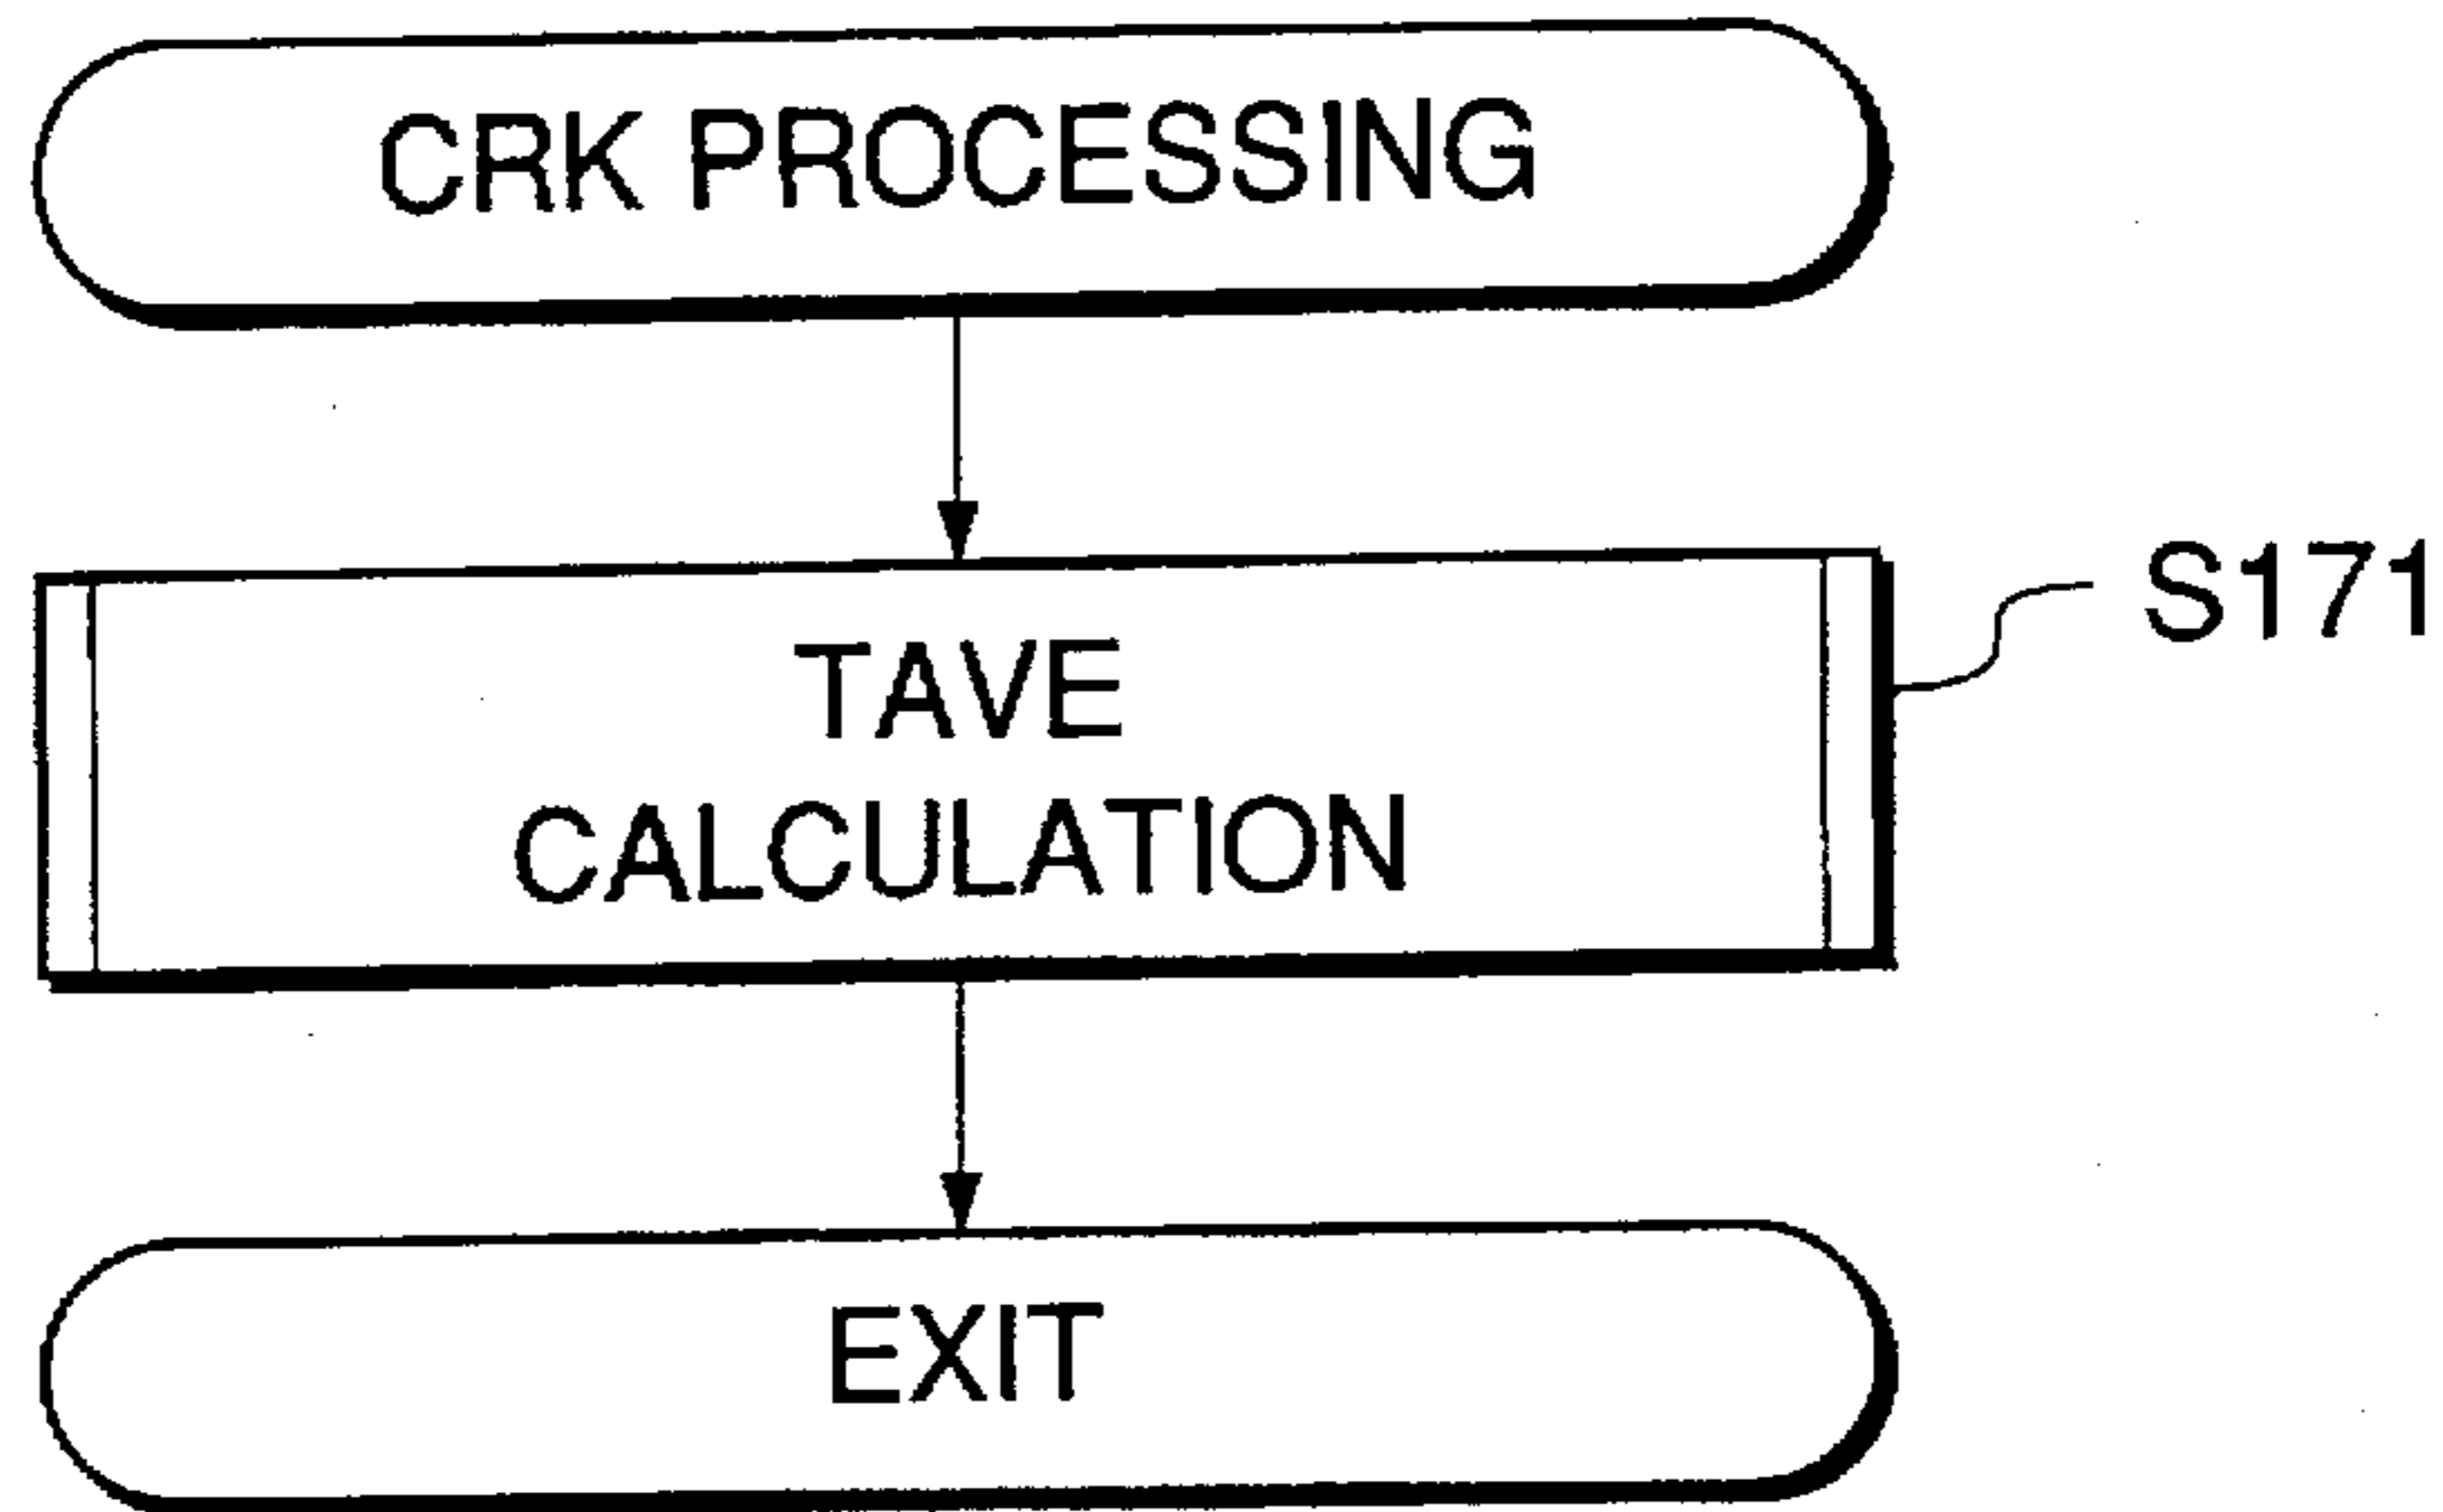 CRK PROCESSING
TAVE
CALCULATION
S171
EXIT